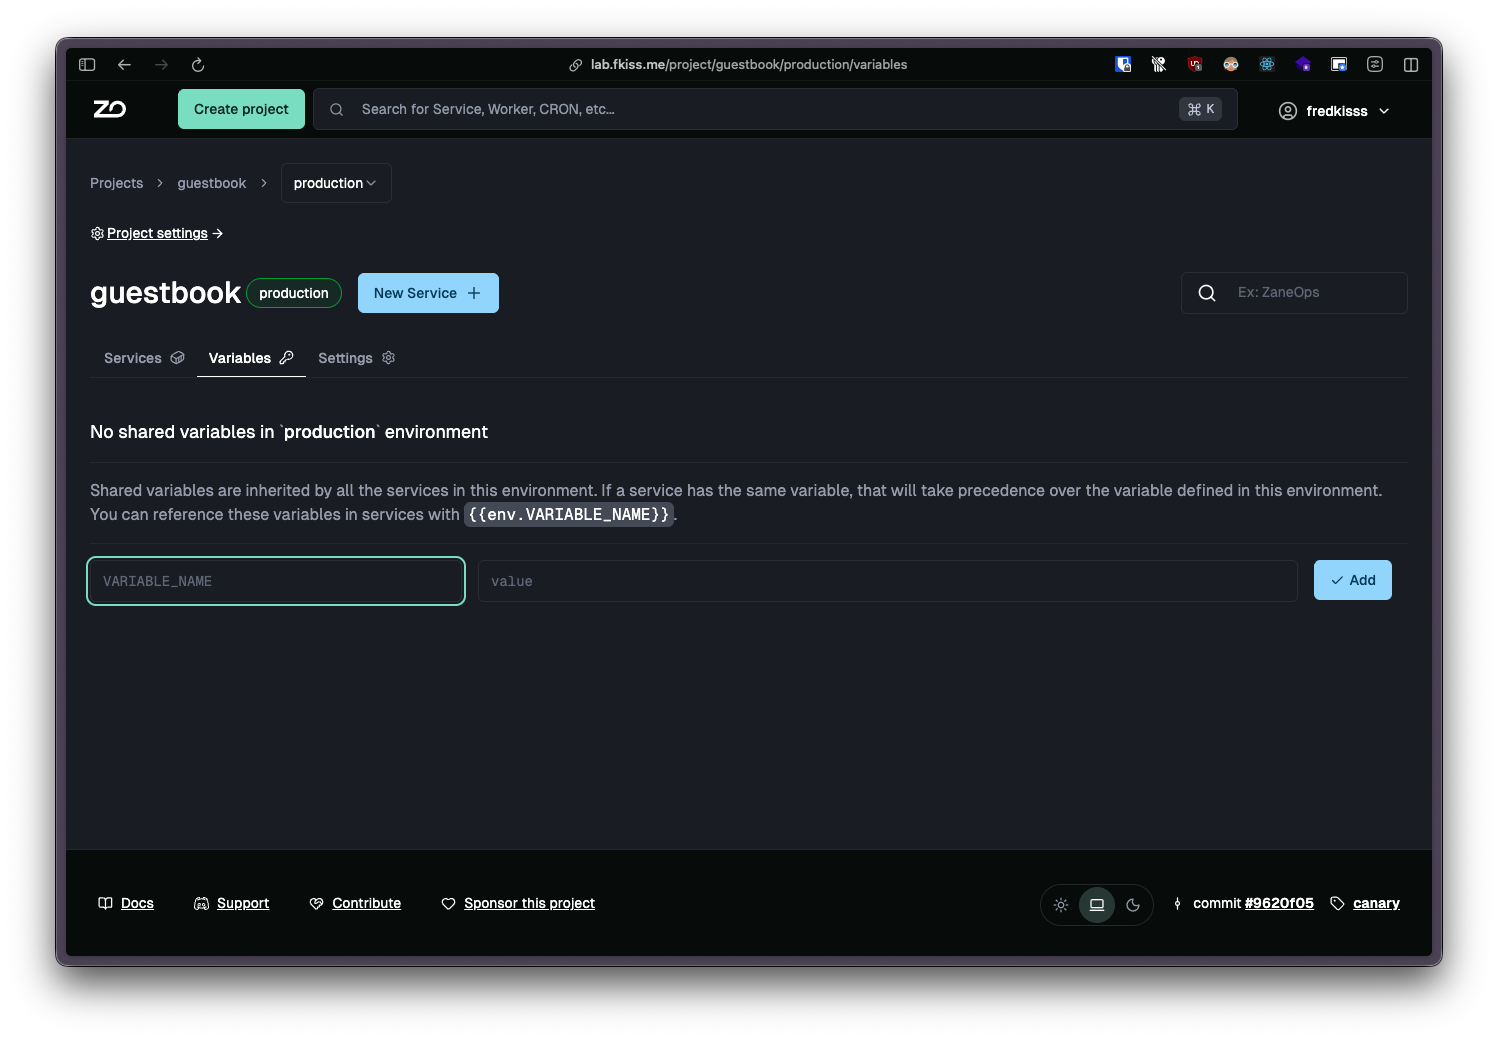 lab.fkiss.me/project/guestbook/production/variables
ZO
Create project
Search for Service, Worker, CRON, etc...
⌘ K
fredkisss
Projects > guestbook > production
Project settings →
guestbook
production
New Service +
Ex: ZaneOps
Services
Variables
Settings
No shared variables in `production` environment
Shared variables are inherited by all the services in this environment. If a service has the same variable, that will take precedence over the variable defined in this environment.
You can reference these variables in services with {{env.VARIABLE_NAME}}.
VARIABLE_NAME
value
Add
Docs
Support
Contribute
Sponsor this project
commit #9620f05
canary